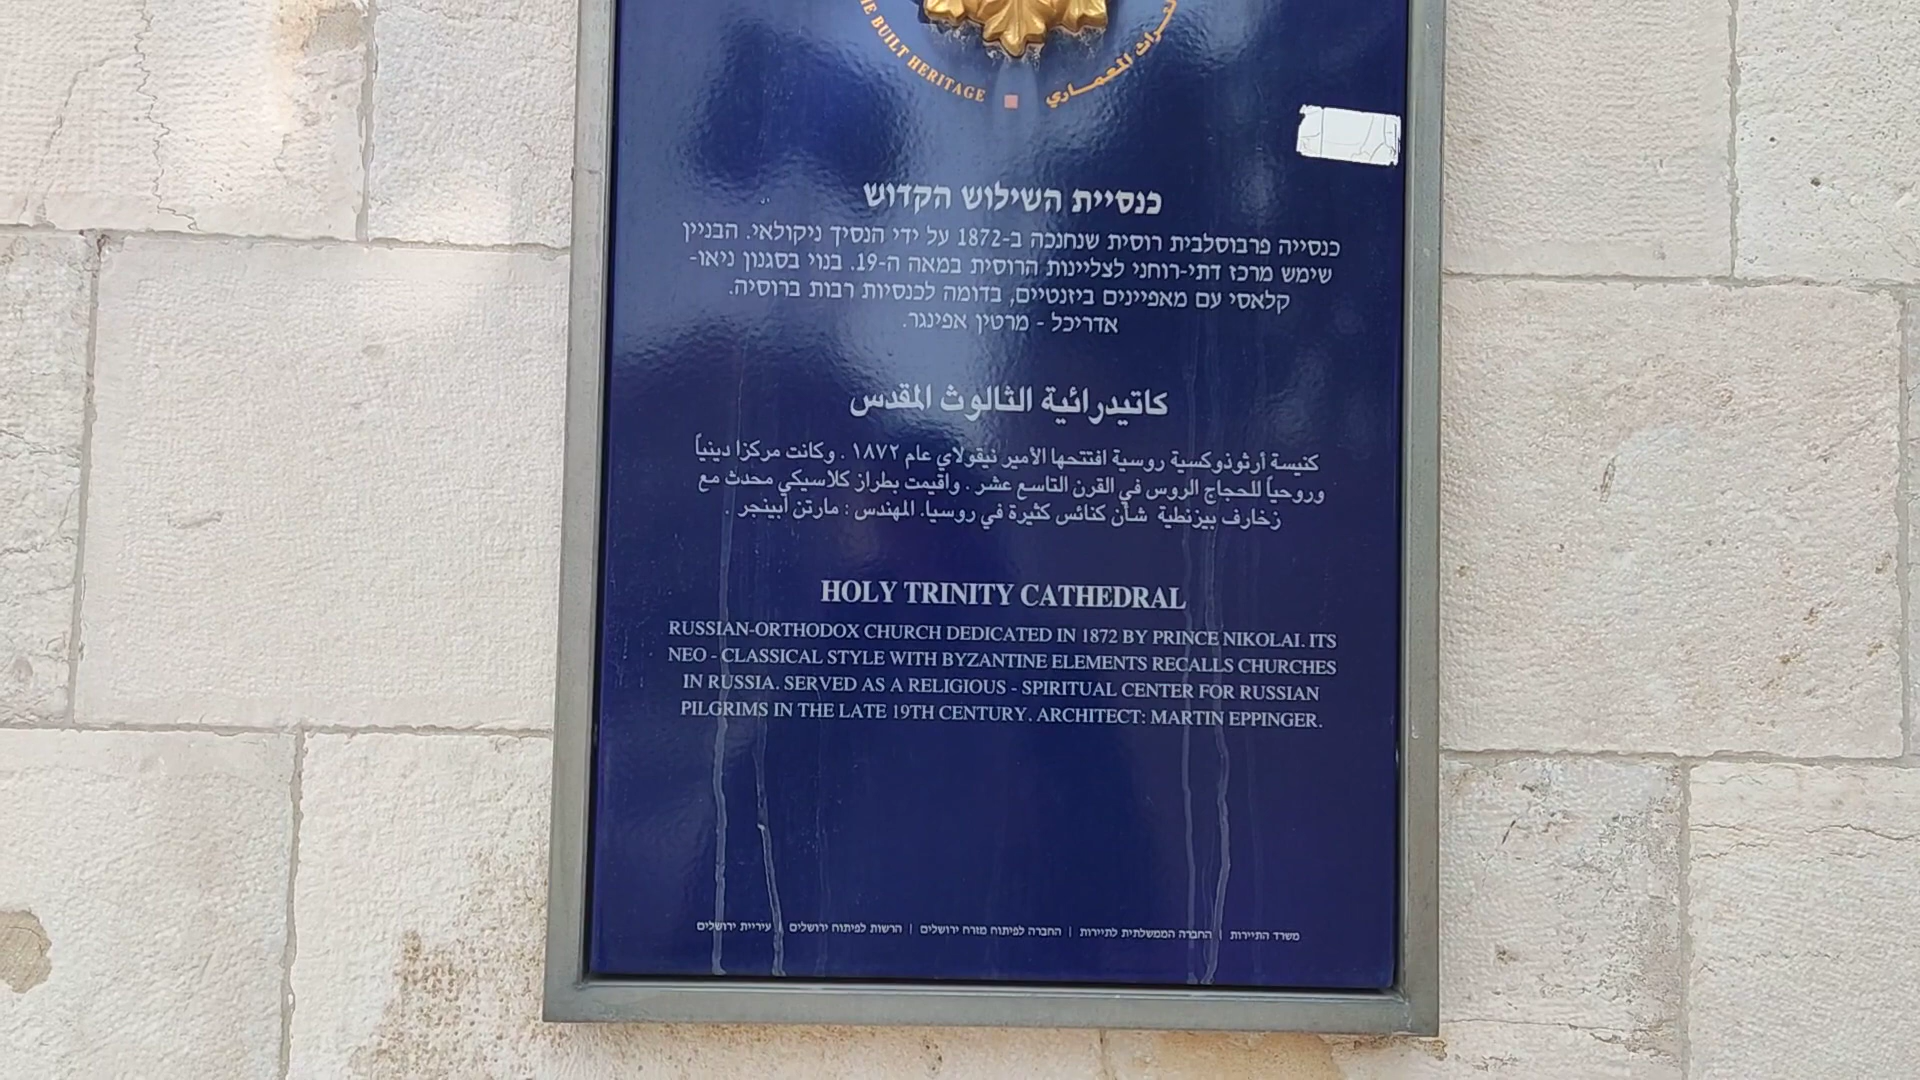 THE BUILT HERITAGE
التراث المعماري
כנסיית השילוש הקדוש
כנסייה פרבוסלבית רוסית שנחנכה ב-1872 על ידי הנסיך ניקולאי. הבניין
שימש מרכז דתי-רוחני לצליינות הרוסית במאה ה-19. בנוי בסגנון ניאו-
קלאסי עם מאפיינים ביזנטיים, בדומה לכנסיות רבות ברוסיה.
אדריכל - מרטין אפינגר.
كاتيدرائية الثالوث المقدس
كنيسة أرثوذوكسية روسية افتتحها الأمير نيقولاي عام ١٨٧٢ . وكانت مركزا دينياً
وروحياً للحجاج الروس في القرن التاسع عشر . واقيمت بطراز كلاسيكي محدث مع
زخارف بيزنطية شأن كنائس كثيرة في روسيا. المهندس : مارتن أبينجر .
HOLY TRINITY CATHEDRAL
RUSSIAN-ORTHODOX CHURCH DEDICATED IN 1872 BY PRINCE NIKOLAI. ITS
NEO - CLASSICAL STYLE WITH BYZANTINE ELEMENTS RECALLS CHURCHES
IN RUSSIA. SERVED AS A RELIGIOUS - SPIRITUAL CENTER FOR RUSSIAN
PILGRIMS IN THE LATE 19TH CENTURY. ARCHITECT: MARTIN EPPINGER.
משרד התיירות | החברה הממשלתית לתיירות | החברה לפיתוח מזרח ירושלים | הרשות לפיתוח ירושלים | עיריית ירושלים